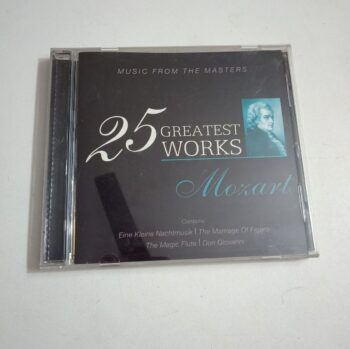 MUSIC FROM THE MASTERS
25 GREATEST
WORKS
Mozart
Contains:
Eine Kleine Nachtmusik | The Marriage Of Figaro
The Magic Flute | Don Giovanni